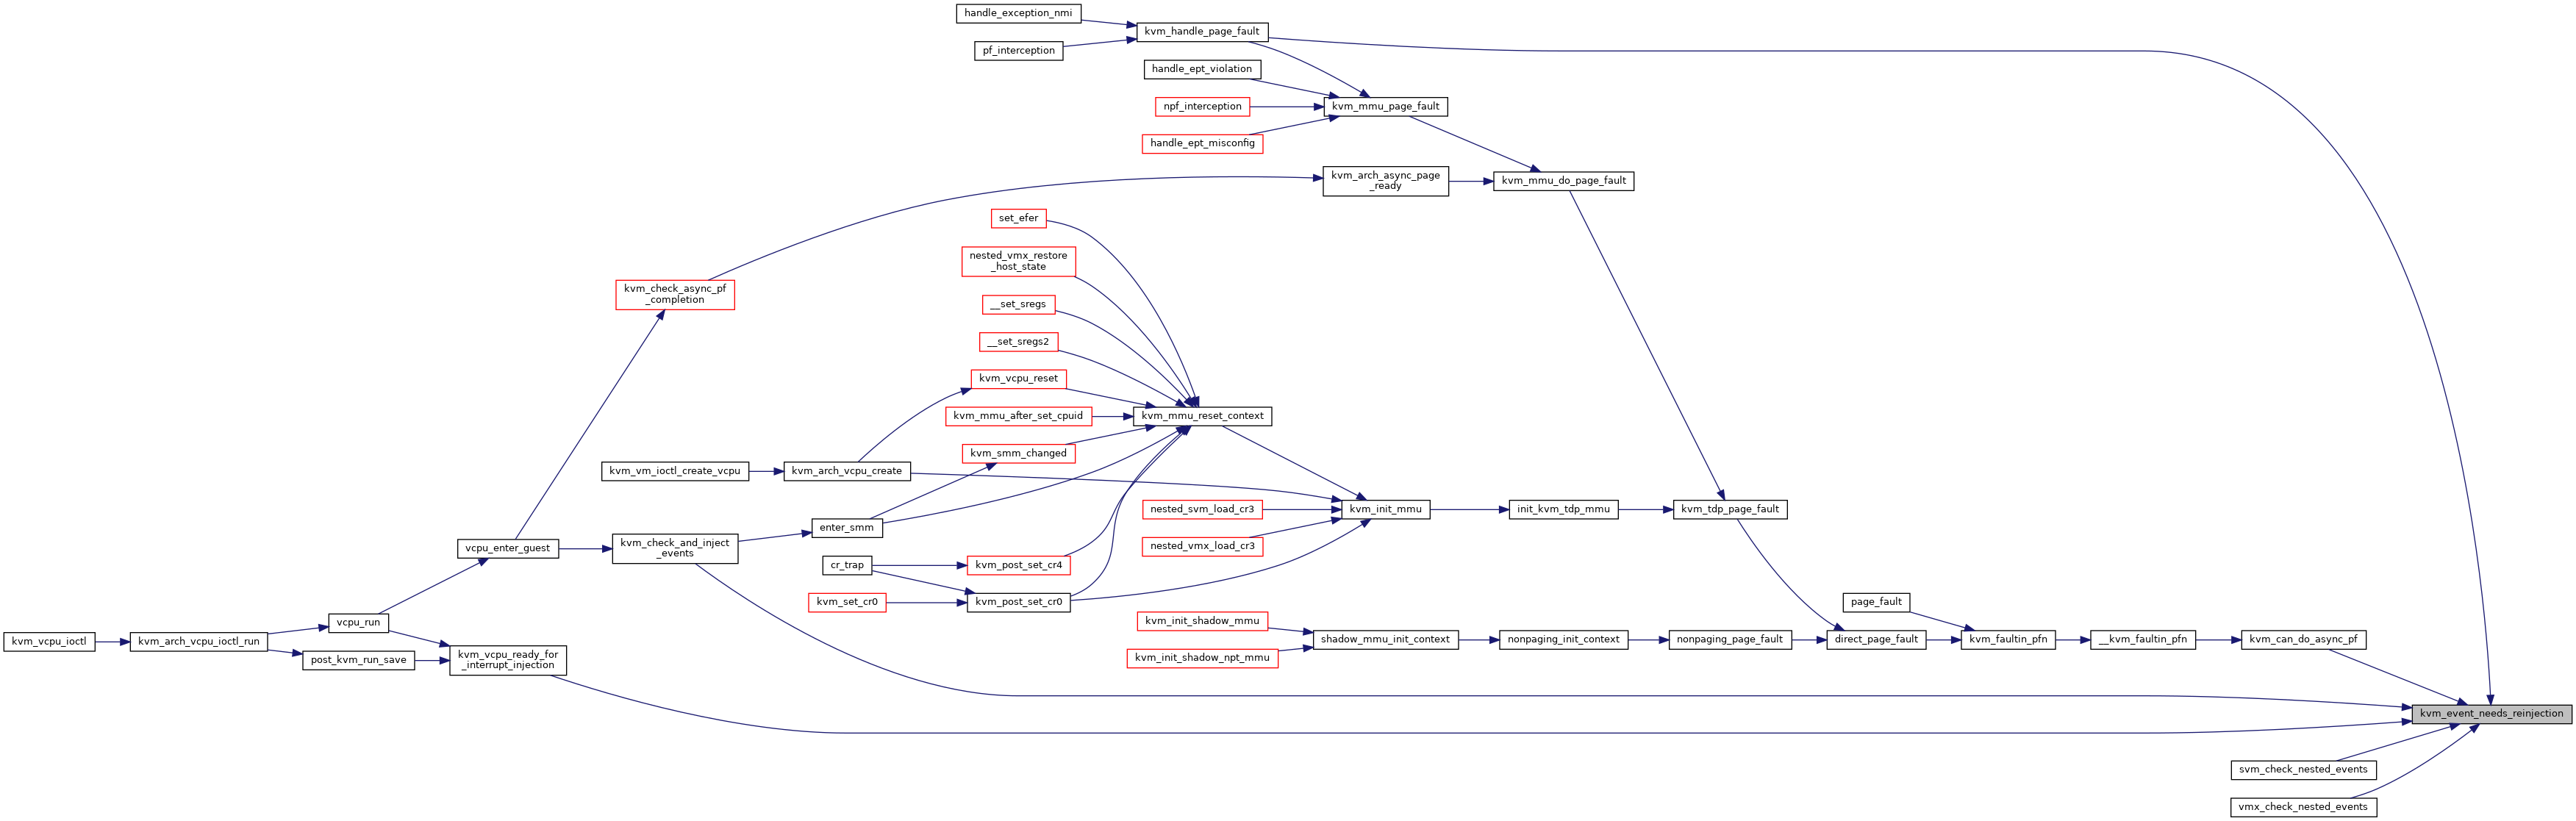 handle_exception_nmi
kvm_handle_page_fault
pf_interception
handle_ept_violation
npf_interception
kvm_mmu_page_fault
handle_ept_misconfig
kvm_arch_async_page
_ready
kvm_mmu_do_page_fault
set_efer
nested_vmx_restore
_host_state
kvm_check_async_pf
_completion
__set_sregs
__set_sregs2
kvm_vcpu_reset
kvm_mmu_after_set_cpuid
kvm_mmu_reset_context
kvm_smm_changed
kvm_vm_ioctl_create_vcpu
kvm_arch_vcpu_create
nested_svm_load_cr3
kvm_init_mmu
init_kvm_tdp_mmu
kvm_tdp_page_fault
enter_smm
vcpu_enter_guest
kvm_check_and_inject
_events
nested_vmx_load_cr3
cr_trap
kvm_post_set_cr4
kvm_set_cr0
kvm_post_set_cr0
page_fault
vcpu_run
kvm_init_shadow_mmu
kvm_vcpu_ioctl
kvm_arch_vcpu_ioctl_run
shadow_mmu_init_context
nonpaging_init_context
nonpaging_page_fault
direct_page_fault
kvm_faultin_pfn
__kvm_faultin_pfn
kvm_can_do_async_pf
post_kvm_run_save
kvm_vcpu_ready_for
_interrupt_injection
kvm_init_shadow_npt_mmu
kvm_event_needs_reinjection
svm_check_nested_events
vmx_check_nested_events